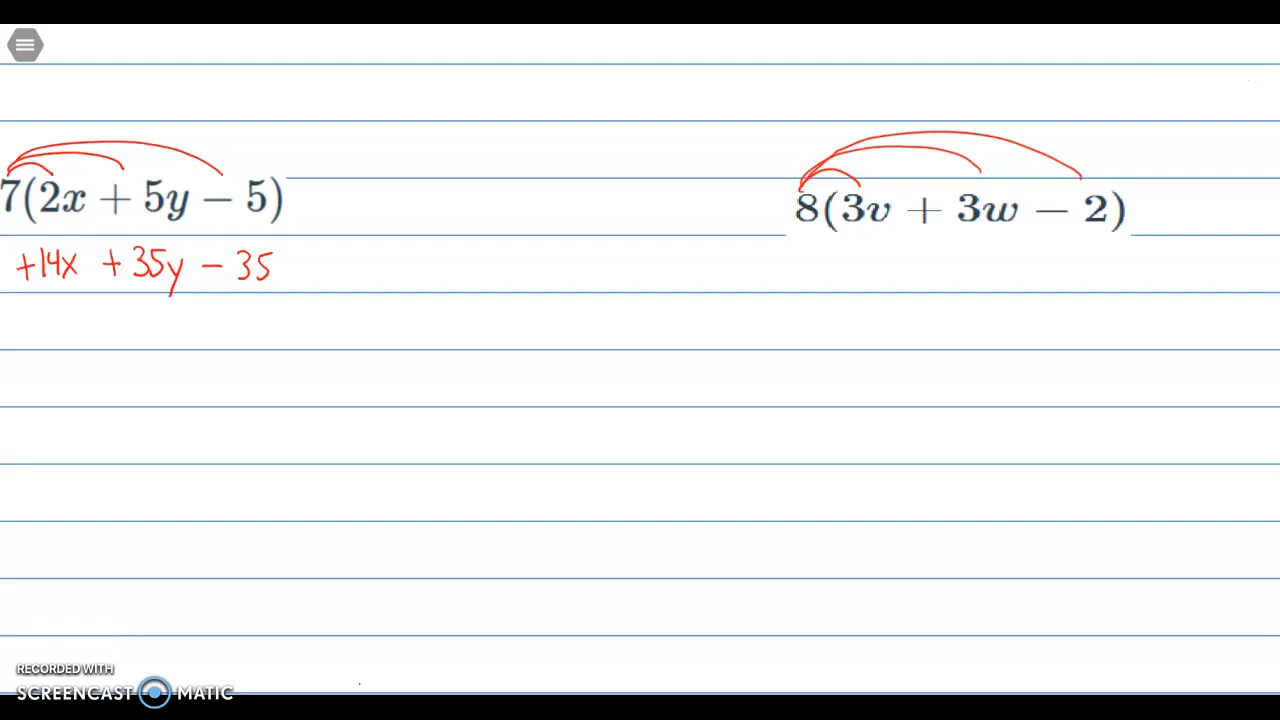 7(2x + 5y − 5)
+14x + 35y − 35
8(3v + 3w − 2)
RECORDED WITH
SCREENCAST MATIC